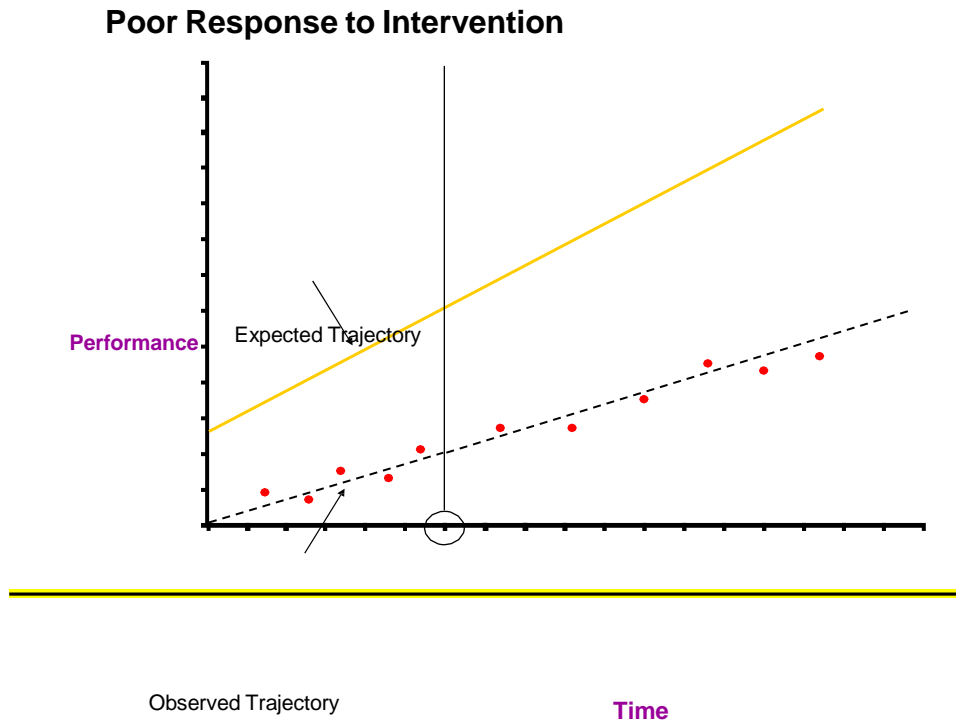 Poor Response to Intervention
Expected Trajectory
Performance
Observed Trajectory
Time